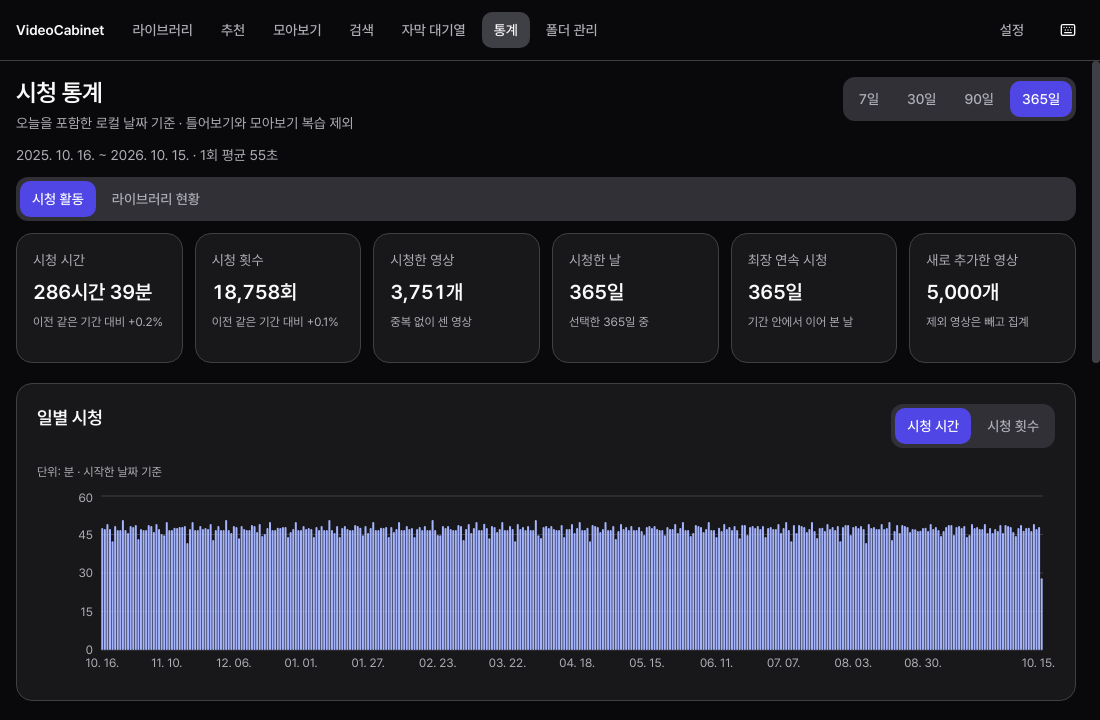 VideoCabinet 라이브러리 추천 모아보기 검색 자막 대기열 통계 폴더 관리 설정
시청 통계
7일 30일 90일 365일
오늘을 포함한 로컬 날짜 기준 · 틀어보기와 모아보기 복습 제외
2025. 10. 16. ~ 2026. 10. 15. · 1회 평균 55초
시청 활동 라이브러리 현황
시청 시간
286시간 39분
이전 같은 기간 대비 +0.2%
시청 횟수
18,758회
이전 같은 기간 대비 +0.1%
시청한 영상
3,751개
중복 없이 센 영상
시청한 날
365일
선택한 365일 중
최장 연속 시청
365일
기간 안에서 이어 본 날
새로 추가한 영상
5,000개
제외 영상은 빼고 집계
일별 시청
시청 시간 시청 횟수
단위: 분 · 시작한 날짜 기준
60
45
30
15
0
10. 16. 11. 10. 12. 06. 01. 01. 01. 27. 02. 23. 03. 22. 04. 18. 05. 15. 06. 11. 07. 07. 08. 03. 08. 30. 10. 15.